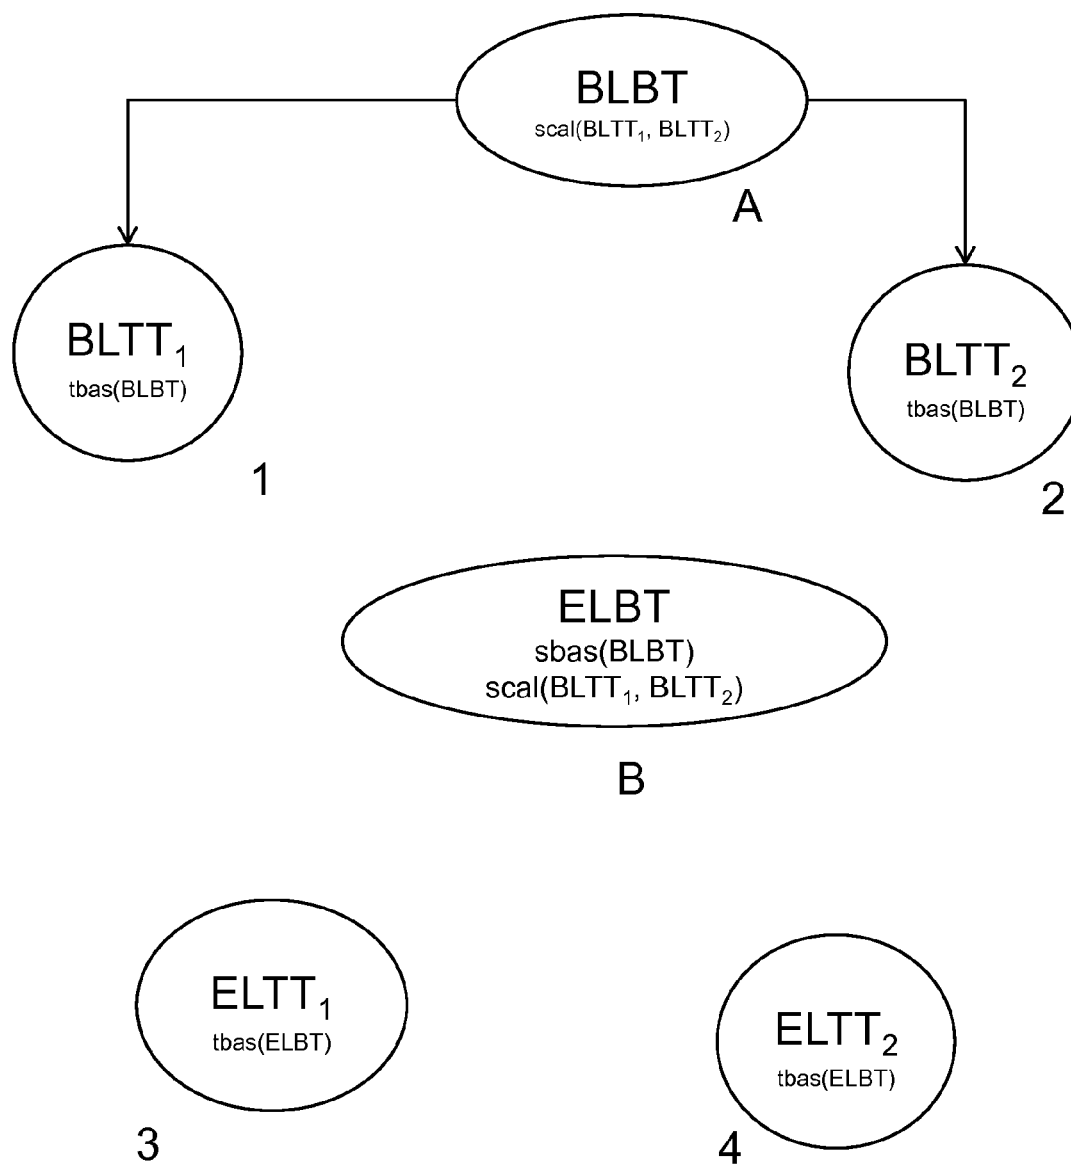 BLBT
scal(BLTT₁, BLTT₂)
A
BLTT₁
tbas(BLBT)
1
BLTT₂
tbas(BLBT)
2
ELBT
sbas(BLBT)
scal(BLTT₁, BLTT₂)
B
ELTT₁
tbas(ELBT)
3
ELTT₂
tbas(ELBT)
4